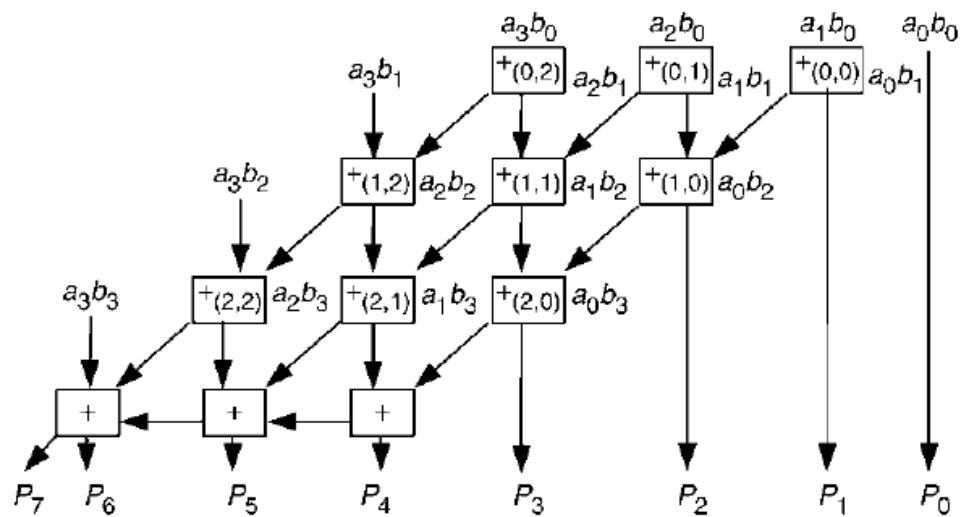 a₃b₀ a₂b₀ a₁b₀ a₀b₀
a₃b₁ +(0,2) a₂b₁ +(0,1) a₁b₁ +(0,0) a₀b₁
a₃b₂ +(1,2) a₂b₂ +(1,1) a₁b₂ +(1,0) a₀b₂
a₃b₃ +(2,2) a₂b₃ +(2,1) a₁b₃ +(2,0) a₀b₃
+ + +
P₇ P₆ P₅ P₄ P₃ P₂ P₁ P₀